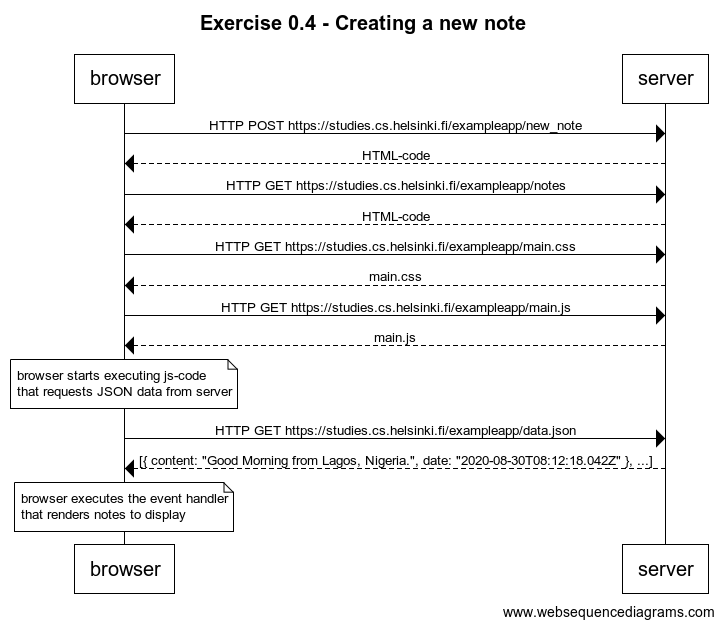 Exercise 0.4 - Creating a new note
browser
server
HTTP POST https://studies.cs.helsinki.fi/exampleapp/new_note
HTML-code
HTTP GET https://studies.cs.helsinki.fi/exampleapp/notes
HTML-code
HTTP GET https://studies.cs.helsinki.fi/exampleapp/main.css
main.css
HTTP GET https://studies.cs.helsinki.fi/exampleapp/main.js
main.js
browser starts executing js-code
that requests JSON data from server
HTTP GET https://studies.cs.helsinki.fi/exampleapp/data.json
[{ content: "Good Morning from Lagos, Nigeria.", date: "2020-08-30T08:12:18.042Z" }, ...]
browser executes the event handler
that renders notes to display
browser
server
www.websequencediagrams.com